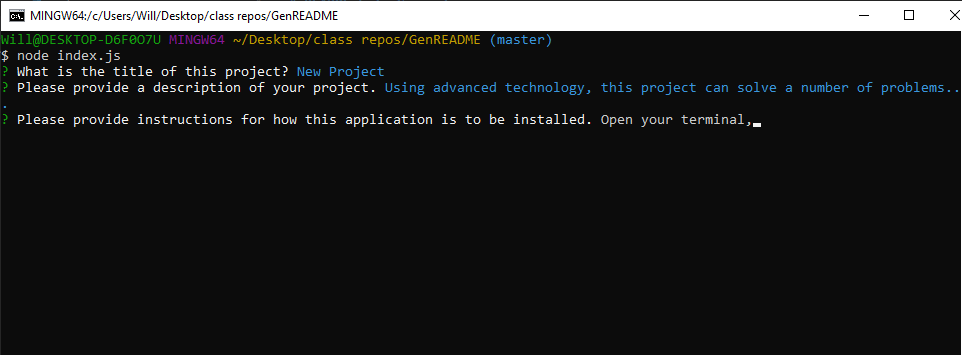 MINGW64:/c/Users/Will/Desktop/class repos/GenREADME
Will@DESKTOP-D6F0O7U MINGW64 ~/Desktop/class repos/GenREADME (master)
$ node index.js
? What is the title of this project? New Project
? Please provide a description of your project. Using advanced technology, this project can solve a number of problems..
.
? Please provide instructions for how this application is to be installed. Open your terminal,